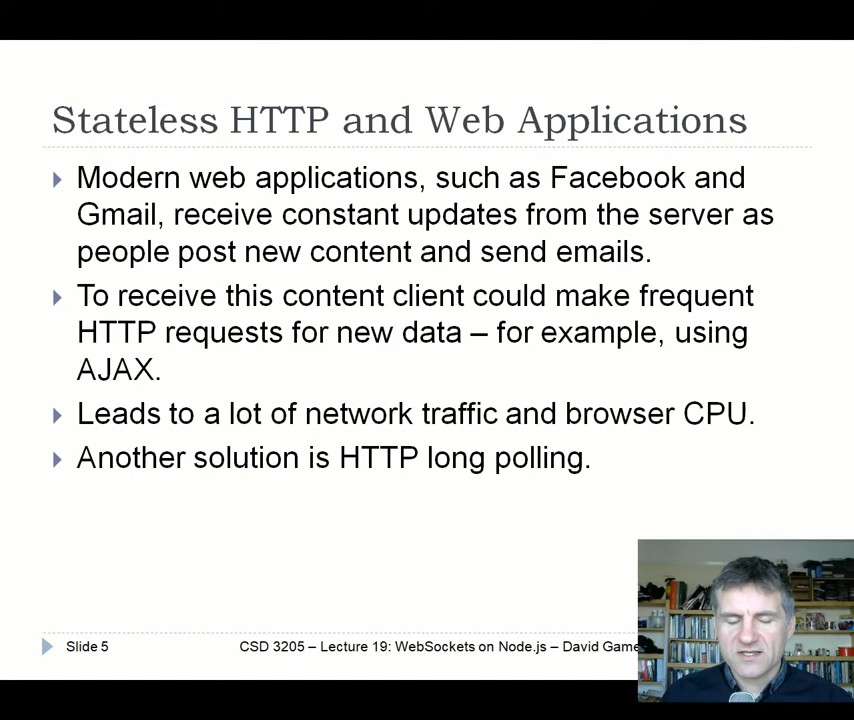 Stateless HTTP and Web Applications
Modern web applications, such as Facebook and
Gmail, receive constant updates from the server as
people post new content and send emails.
To receive this content client could make frequent
HTTP requests for new data – for example, using
AJAX.
Leads to a lot of network traffic and browser CPU.
Another solution is HTTP long polling.
Slide 5
CSD 3205 – Lecture 19: WebSockets on Node.js – David Game